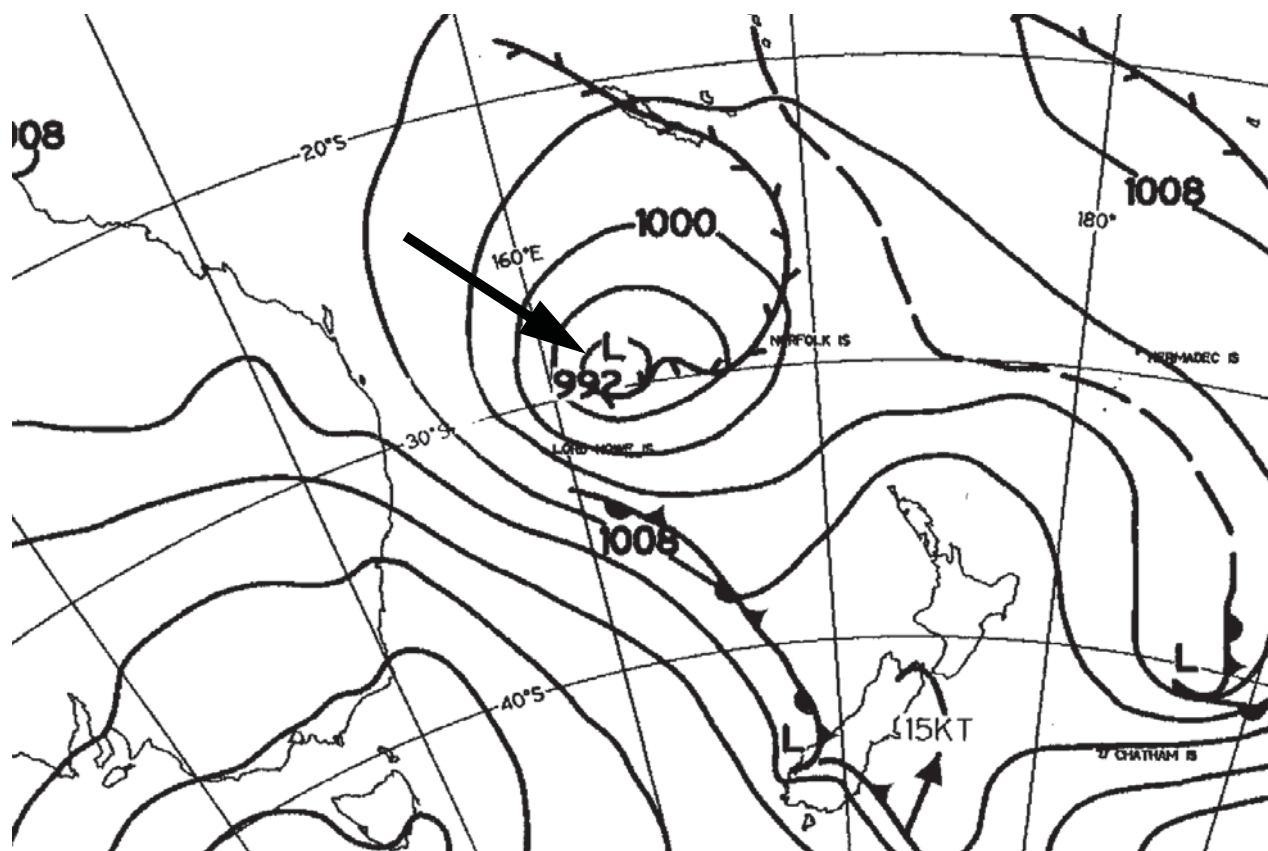 008
20°S
1008
180°
1000
160°E
L
NORFOLK IS
KERMADEC IS
992
30°S
LORD HOWE IS
1008
L
40°S
L
15KT
CHATHAM IS